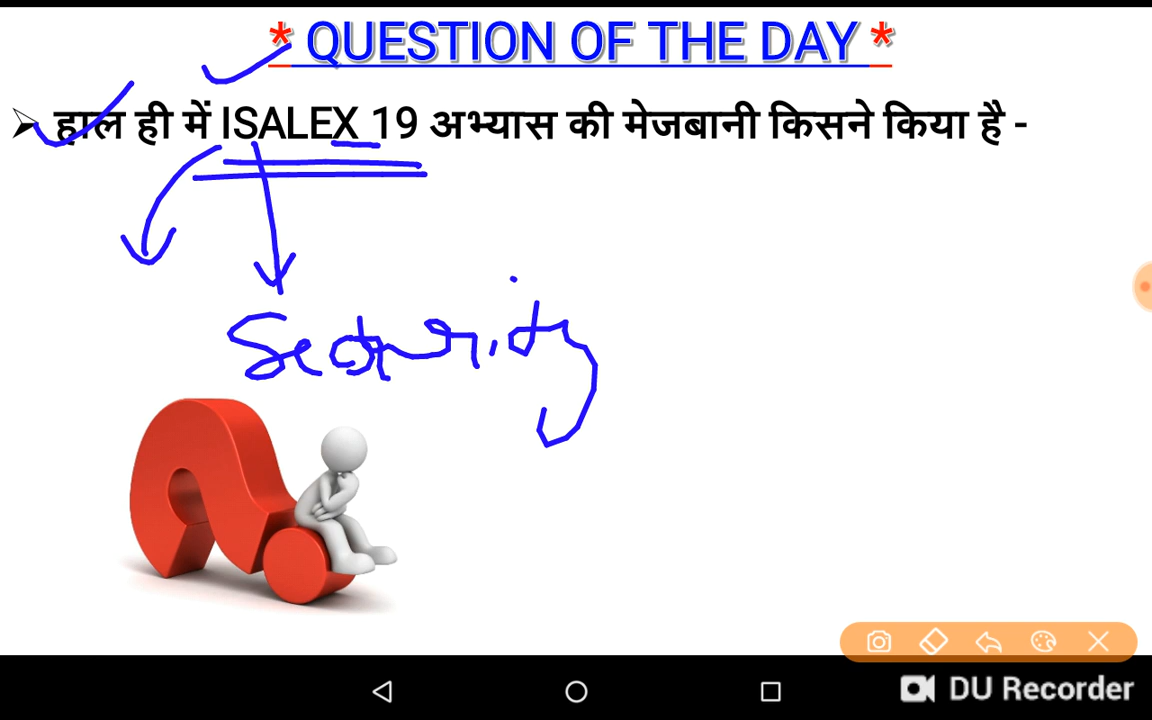 * QUESTION OF THE DAY *
➢ हाल ही में ISALEX 19 अभ्यास की मेजबानी किसने किया है -
Security
DU Recorder